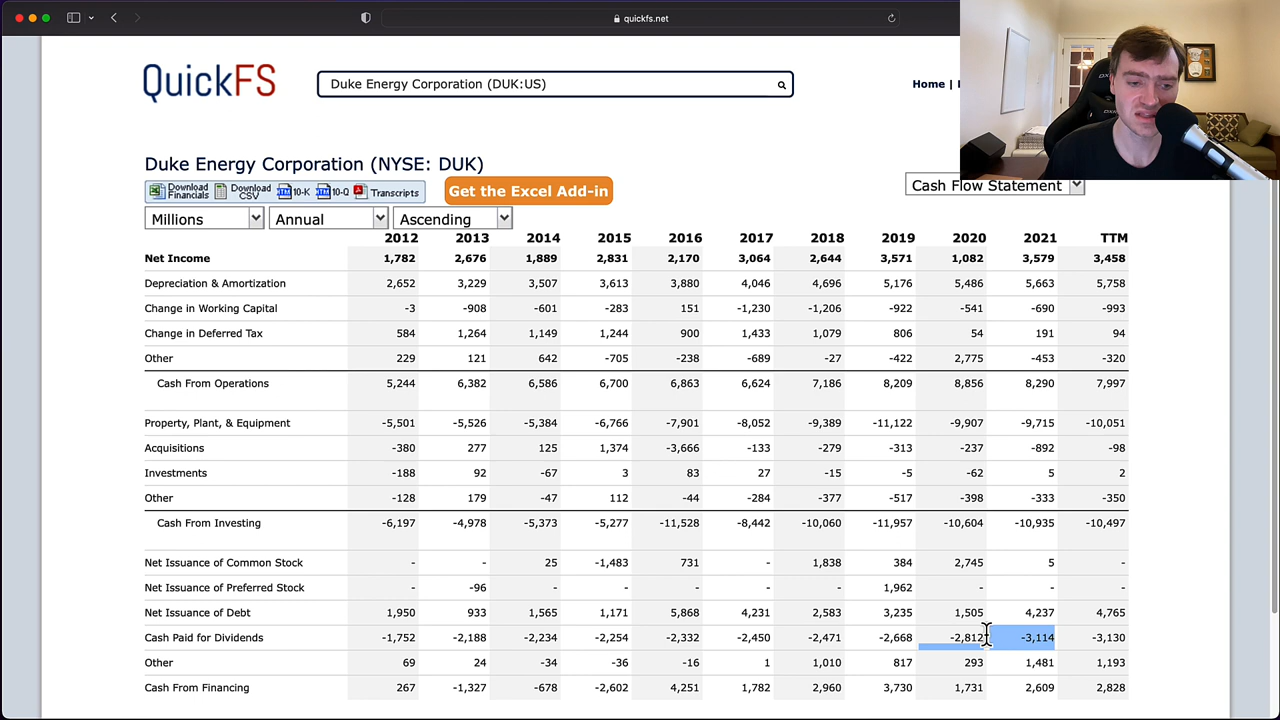 quickfs.net
QuickFS
Duke Energy Corporation (DUK:US)
Home |
Duke Energy Corporation (NYSE: DUK)
Download Financials Download CSV 10-K 10-Q Transcripts
Get the Excel Add-in
Cash Flow Statement
Millions Annual Ascending
2012 2013 2014 2015 2016 2017 2018 2019 2020 2021 TTM
Net Income 1,782 2,676 1,889 2,831 2,170 3,064 2,644 3,571 1,082 3,579 3,458
Depreciation & Amortization 2,652 3,229 3,507 3,613 3,880 4,046 4,696 5,176 5,486 5,663 5,758
Change in Working Capital -3 -908 -601 -283 151 -1,230 -1,206 -922 -541 -690 -993
Change in Deferred Tax 584 1,264 1,149 1,244 900 1,433 1,079 806 54 191 94
Other 229 121 642 -705 -238 -689 -27 -422 2,775 -453 -320
Cash From Operations 5,244 6,382 6,586 6,700 6,863 6,624 7,186 8,209 8,856 8,290 7,997
Property, Plant, & Equipment -5,501 -5,526 -5,384 -6,766 -7,901 -8,052 -9,389 -11,122 -9,907 -9,715 -10,051
Acquisitions -380 277 125 1,374 -3,666 -133 -279 -313 -237 -892 -98
Investments -188 92 -67 3 83 27 -15 -5 -62 5 2
Other -128 179 -47 112 -44 -284 -377 -517 -398 -333 -350
Cash From Investing -6,197 -4,978 -5,373 -5,277 -11,528 -8,442 -10,060 -11,957 -10,604 -10,935 -10,497
Net Issuance of Common Stock - - 25 -1,483 731 - 1,838 384 2,745 5 -
Net Issuance of Preferred Stock - -96 - - - - - 1,962 - - -
Net Issuance of Debt 1,950 933 1,565 1,171 5,868 4,231 2,583 3,235 1,505 4,237 4,765
Cash Paid for Dividends -1,752 -2,188 -2,234 -2,254 -2,332 -2,450 -2,471 -2,668 -2,812 -3,114 -3,130
Other 69 24 -34 -36 -16 1 1,010 817 293 1,481 1,193
Cash From Financing 267 -1,327 -678 -2,602 4,251 1,782 2,960 3,730 1,731 2,609 2,828